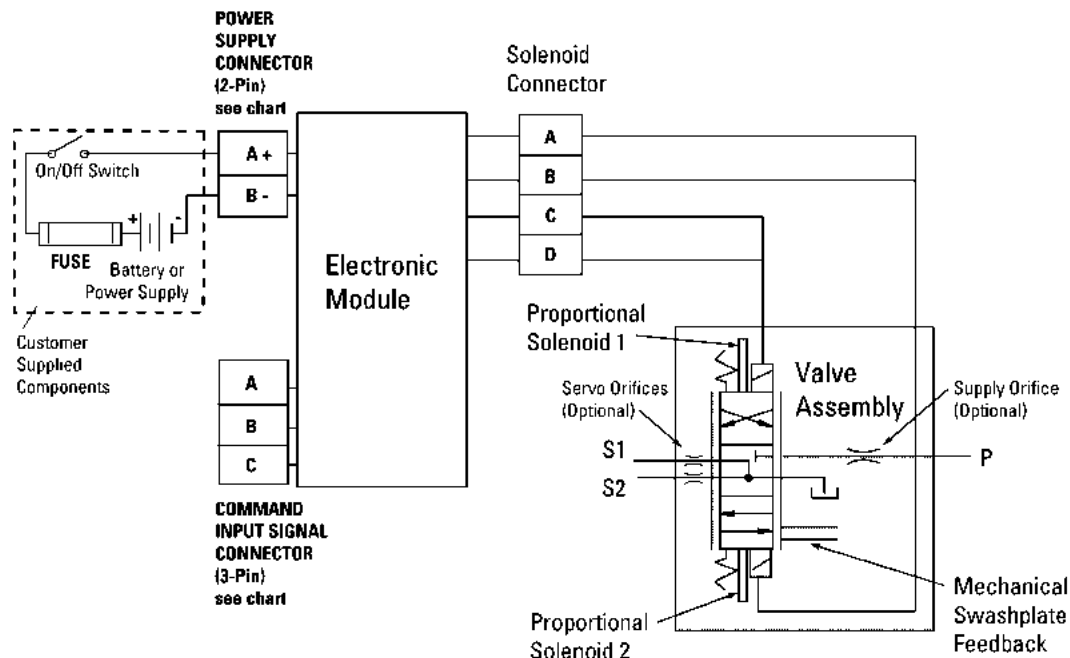 POWER
SUPPLY
CONNECTOR
(2-Pin)
see chart
Solenoid
Connector
On/Off Switch
A +
B -
+
-
FUSE
Battery or
Power Supply
Customer
Supplied
Components
Electronic
Module
A
B
C
D
A
B
C
COMMAND
INPUT SIGNAL
CONNECTOR
(3-Pin)
see chart
Proportional
Solenoid 1
Servo Orifices
(Optional)
Valve
Assembly
Supply Orifice
(Optional)
S1
S2
P
Proportional
Solenoid 2
Mechanical
Swashplate
Feedback